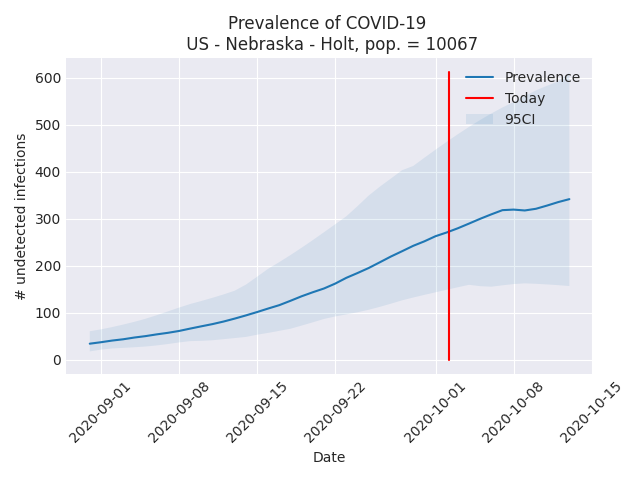 Prevalence of COVID-19
US - Nebraska - Holt, pop. = 10067
Prevalence
Today
95CI
600
500
400
300
200
100
0
# undetected infections
2020-09-01
2020-09-08
2020-09-15
2020-09-22
2020-10-01
2020-10-08
2020-10-15
Date